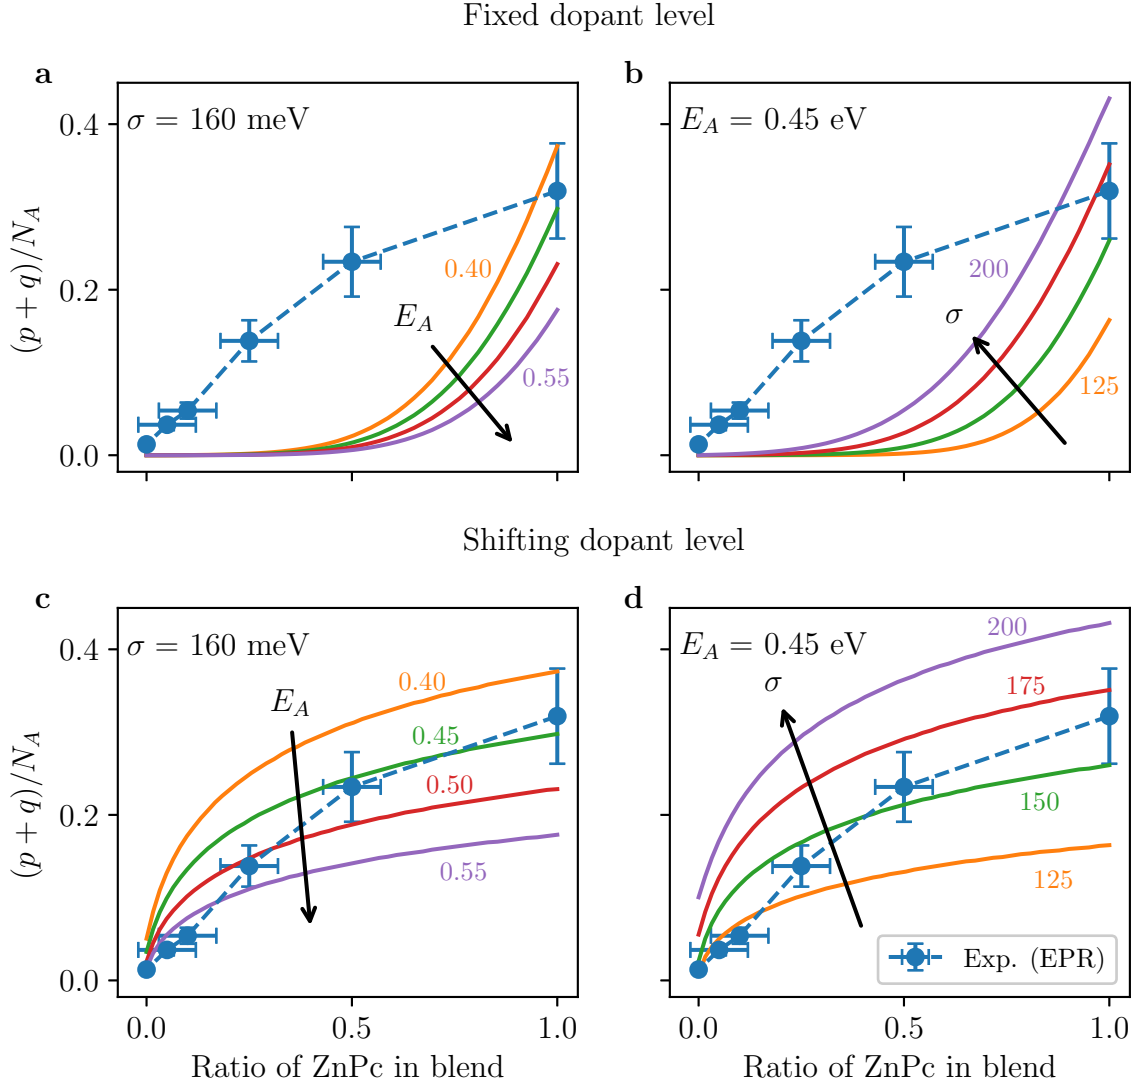 Fixed dopant level
a
b
σ = 160 meV
E_A = 0.45 eV
(p + q)/N_A
0.4
0.2
0.0
0.40
E_A
0.55
200
σ
125
Shifting dopant level
c
d
σ = 160 meV
E_A = 0.45 eV
(p + q)/N_A
0.4
0.2
0.0
E_A
0.40
0.45
0.50
0.55
σ
200
175
150
125
Exp. (EPR)
0.0
0.5
1.0
0.0
0.5
1.0
Ratio of ZnPc in blend
Ratio of ZnPc in blend